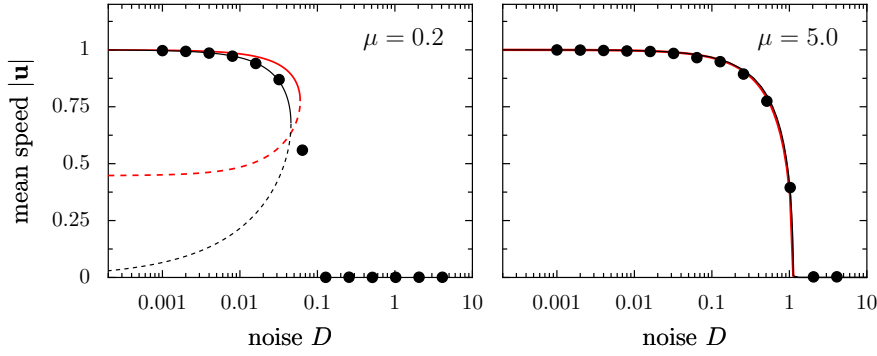 μ = 0.2
μ = 5.0
mean speed |u|
1
0.75
0.5
0.25
0
0.001 0.01 0.1 1 10
0.001 0.01 0.1 1 10
noise D
noise D